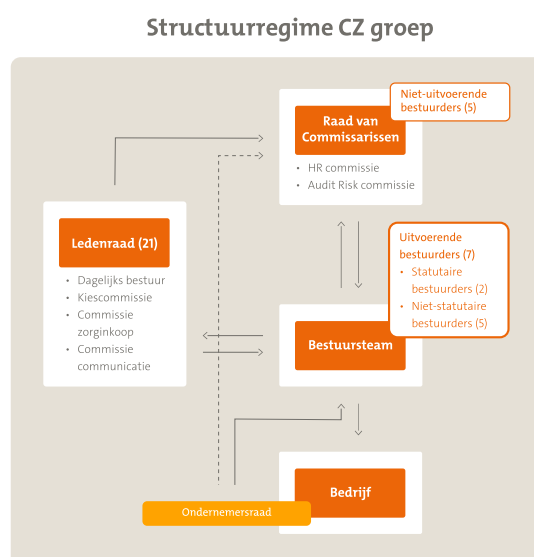 Structuurregime CZ groep
Niet-uitvoerende
bestuurders (5)
Raad van
Commissarissen
• HR commissie
• Audit Risk commissie
Ledenraad (21)
• Dagelijks bestuur
• Kiescommissie
• Commissie
zorginkoop
• Commissie
communicatie
Uitvoerende
bestuurders (7)
• Statutaire
bestuurders (2)
• Niet-statutaire
bestuurders (5)
Bestuursteam
Bedrijf
Ondernemersraad